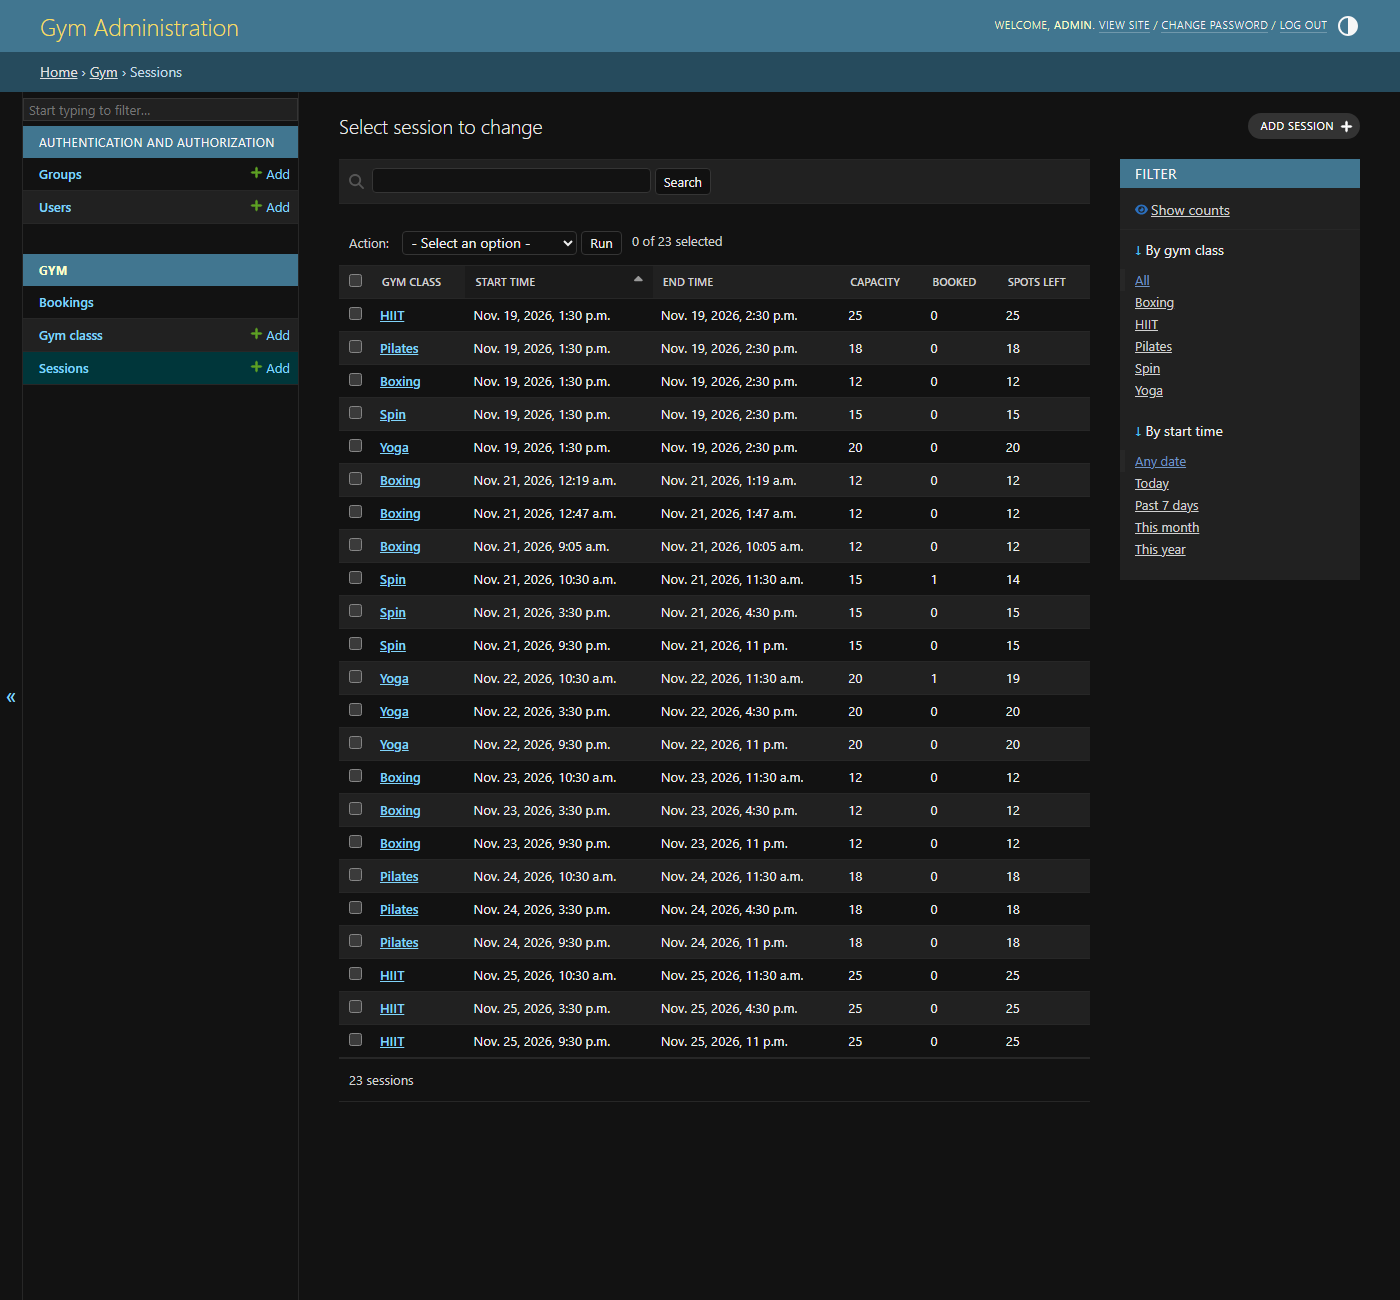 Gym Administration
WELCOME, ADMIN. VIEW SITE / CHANGE PASSWORD / LOG OUT
Home › Gym › Sessions
Start typing to filter...
AUTHENTICATION AND AUTHORIZATION
Groups + Add
Users + Add
GYM
Bookings
Gym classs + Add
Sessions + Add
«
Select session to change
ADD SESSION +
Search
Action: - Select an option - Run 0 of 23 selected
GYM CLASS START TIME END TIME CAPACITY BOOKED SPOTS LEFT
HIIT Nov. 19, 2026, 1:30 p.m. Nov. 19, 2026, 2:30 p.m. 25 0 25
Pilates Nov. 19, 2026, 1:30 p.m. Nov. 19, 2026, 2:30 p.m. 18 0 18
Boxing Nov. 19, 2026, 1:30 p.m. Nov. 19, 2026, 2:30 p.m. 12 0 12
Spin Nov. 19, 2026, 1:30 p.m. Nov. 19, 2026, 2:30 p.m. 15 0 15
Yoga Nov. 19, 2026, 1:30 p.m. Nov. 19, 2026, 2:30 p.m. 20 0 20
Boxing Nov. 21, 2026, 12:19 a.m. Nov. 21, 2026, 1:19 a.m. 12 0 12
Boxing Nov. 21, 2026, 12:47 a.m. Nov. 21, 2026, 1:47 a.m. 12 0 12
Boxing Nov. 21, 2026, 9:05 a.m. Nov. 21, 2026, 10:05 a.m. 12 0 12
Spin Nov. 21, 2026, 10:30 a.m. Nov. 21, 2026, 11:30 a.m. 15 1 14
Spin Nov. 21, 2026, 3:30 p.m. Nov. 21, 2026, 4:30 p.m. 15 0 15
Spin Nov. 21, 2026, 9:30 p.m. Nov. 21, 2026, 11 p.m. 15 0 15
Yoga Nov. 22, 2026, 10:30 a.m. Nov. 22, 2026, 11:30 a.m. 20 1 19
Yoga Nov. 22, 2026, 3:30 p.m. Nov. 22, 2026, 4:30 p.m. 20 0 20
Yoga Nov. 22, 2026, 9:30 p.m. Nov. 22, 2026, 11 p.m. 20 0 20
Boxing Nov. 23, 2026, 10:30 a.m. Nov. 23, 2026, 11:30 a.m. 12 0 12
Boxing Nov. 23, 2026, 3:30 p.m. Nov. 23, 2026, 4:30 p.m. 12 0 12
Boxing Nov. 23, 2026, 9:30 p.m. Nov. 23, 2026, 11 p.m. 12 0 12
Pilates Nov. 24, 2026, 10:30 a.m. Nov. 24, 2026, 11:30 a.m. 18 0 18
Pilates Nov. 24, 2026, 3:30 p.m. Nov. 24, 2026, 4:30 p.m. 18 0 18
Pilates Nov. 24, 2026, 9:30 p.m. Nov. 24, 2026, 11 p.m. 18 0 18
HIIT Nov. 25, 2026, 10:30 a.m. Nov. 25, 2026, 11:30 a.m. 25 0 25
HIIT Nov. 25, 2026, 3:30 p.m. Nov. 25, 2026, 4:30 p.m. 25 0 25
HIIT Nov. 25, 2026, 9:30 p.m. Nov. 25, 2026, 11 p.m. 25 0 25
23 sessions
FILTER
Show counts
↓ By gym class
All
Boxing
HIIT
Pilates
Spin
Yoga
↓ By start time
Any date
Today
Past 7 days
This month
This year